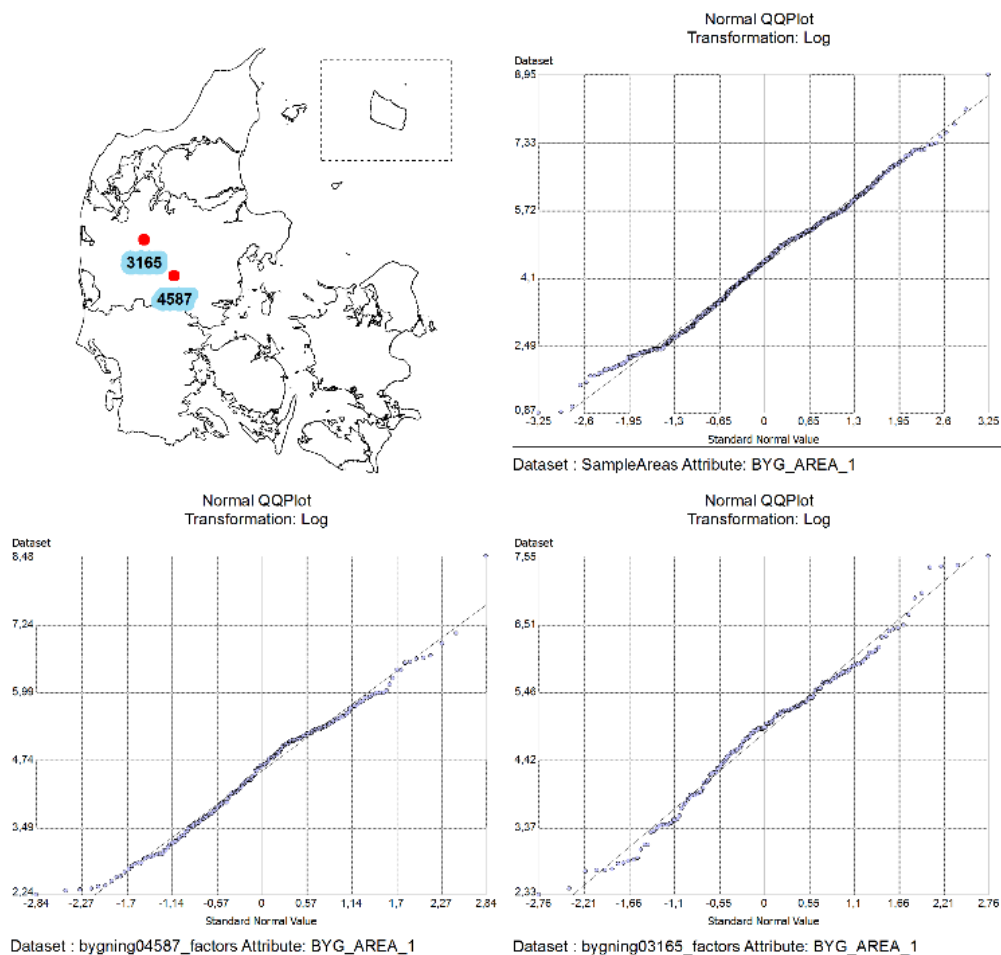 3165
4587
Normal QQPlot
Transformation: Log
Dataset
8,95
7,33
5,72
4,1
2,49
0,87
-3,25 -2,6 -1,95 -1,3 -0,65 0 0,65 1,3 1,95 2,6 3,25
Standard Normal Value
Dataset : SampleAreas Attribute: BYG_AREA_1
Normal QQPlot
Transformation: Log
Dataset
8,48
7,24
5,99
4,74
3,49
2,24
-2,84 -2,27 -1,7 -1,14 -0,57 0 0,57 1,14 1,7 2,27 2,84
Standard Normal Value
Dataset : bygning04587_factors Attribute: BYG_AREA_1
Normal QQPlot
Transformation: Log
Dataset
7,55
6,51
5,46
4,42
3,37
2,33
-2,76 -2,21 -1,66 -1,1 -0,55 0 0,55 1,1 1,66 2,21 2,76
Standard Normal Value
Dataset : bygning03165_factors Attribute: BYG_AREA_1